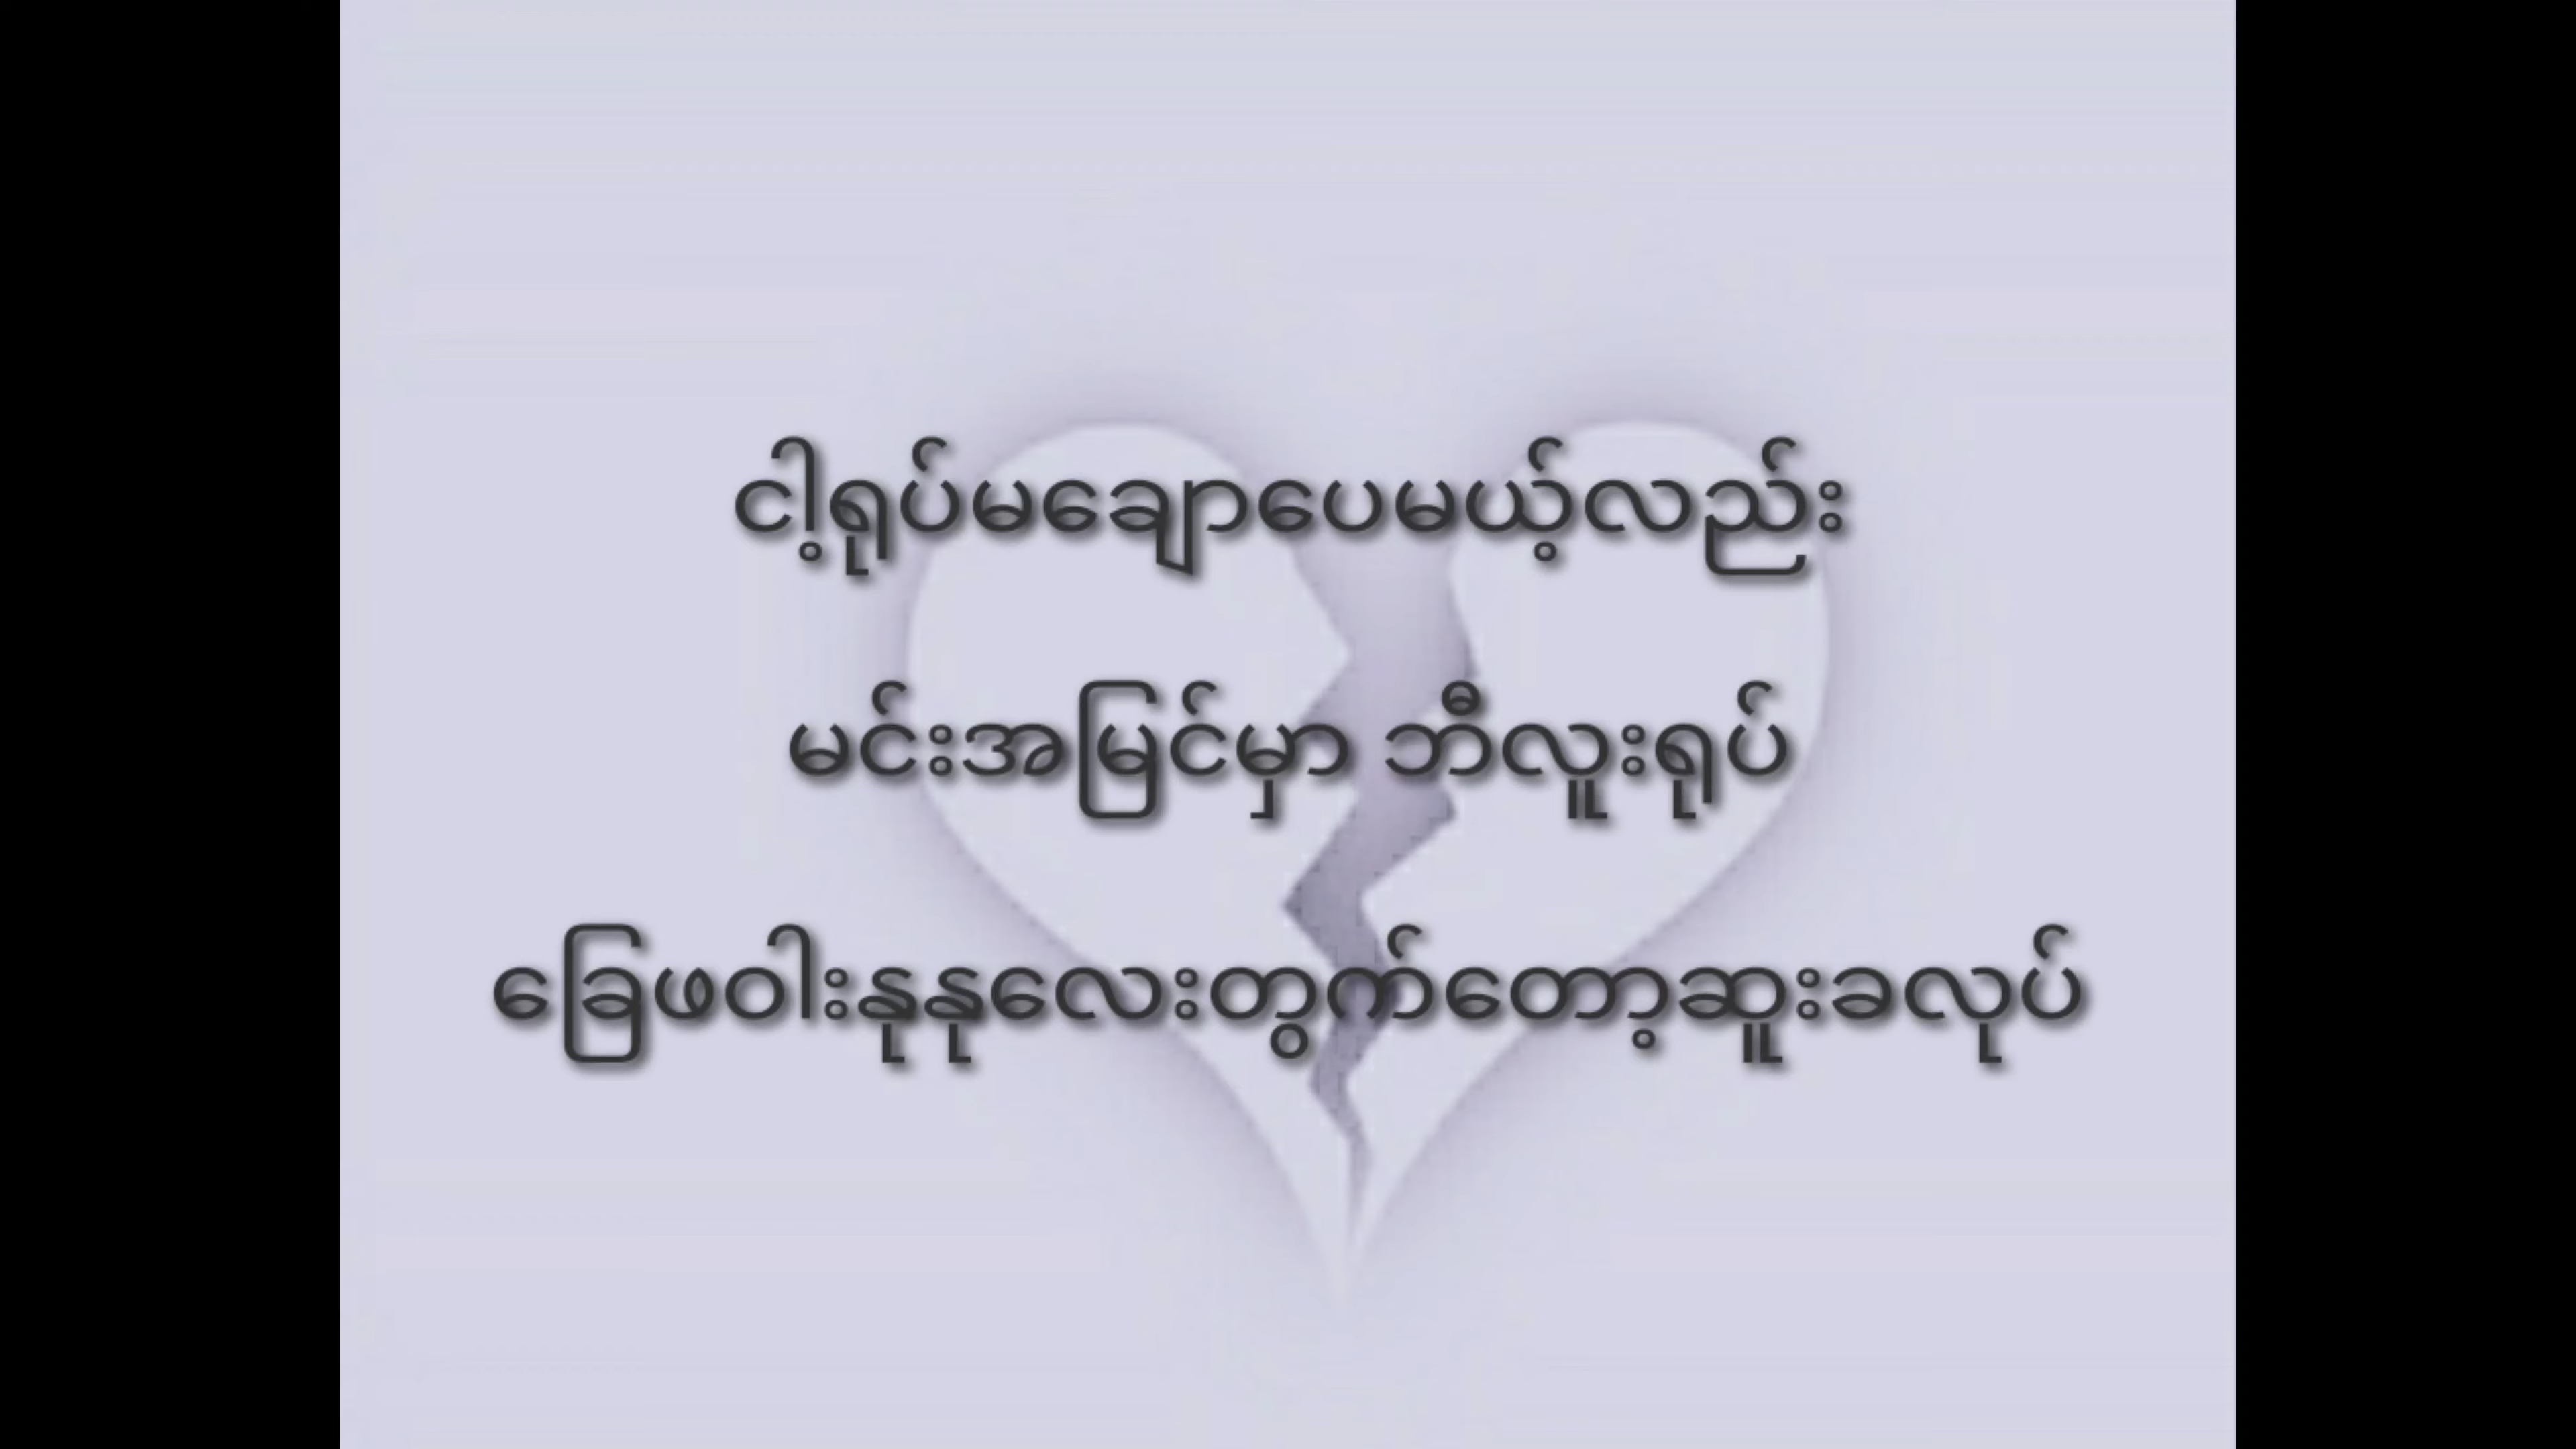 ငါ့ရုပ်မချောပေမယ့်လည်း
မင်းအမြင်မှာ ဘီလူးရုပ်
ခြေဖဝါးနုနုလေးတွက်တော့ဆူးခလုပ်